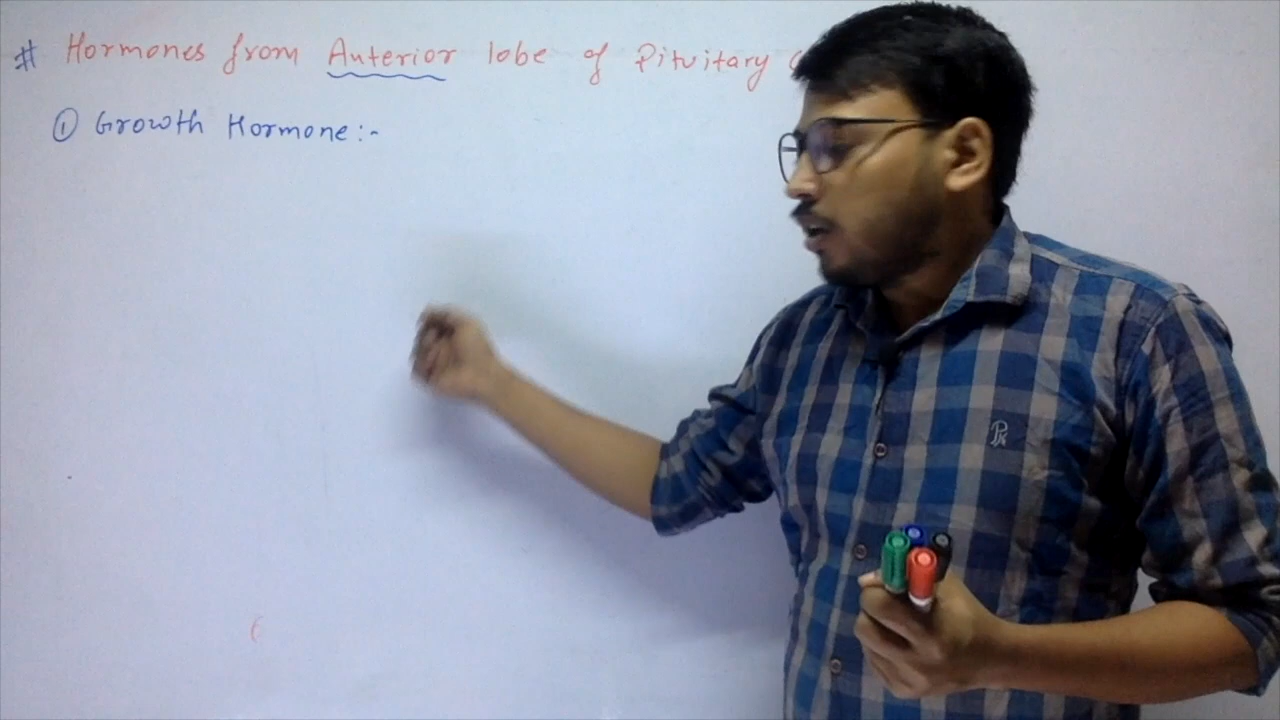 # Hormones from Anterior lobe of Pituitary
① Growth Hormone:-